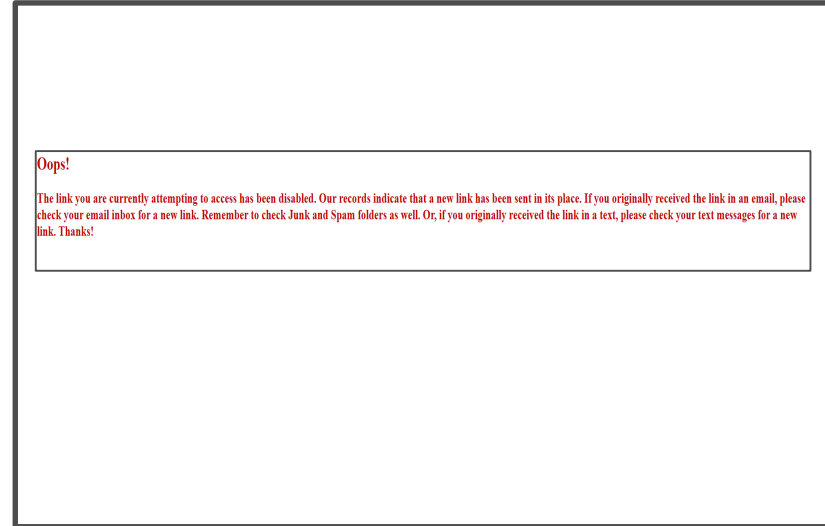 Oops!
The link you are currently attempting to access has been disabled. Our records indicate that a new link has been sent in its place. If you originally received the link in an email, please
check your email inbox for a new link. Remember to check Junk and Spam folders as well. Or, if you originally received the link in a text, please check your text messages for a new
link. Thanks!